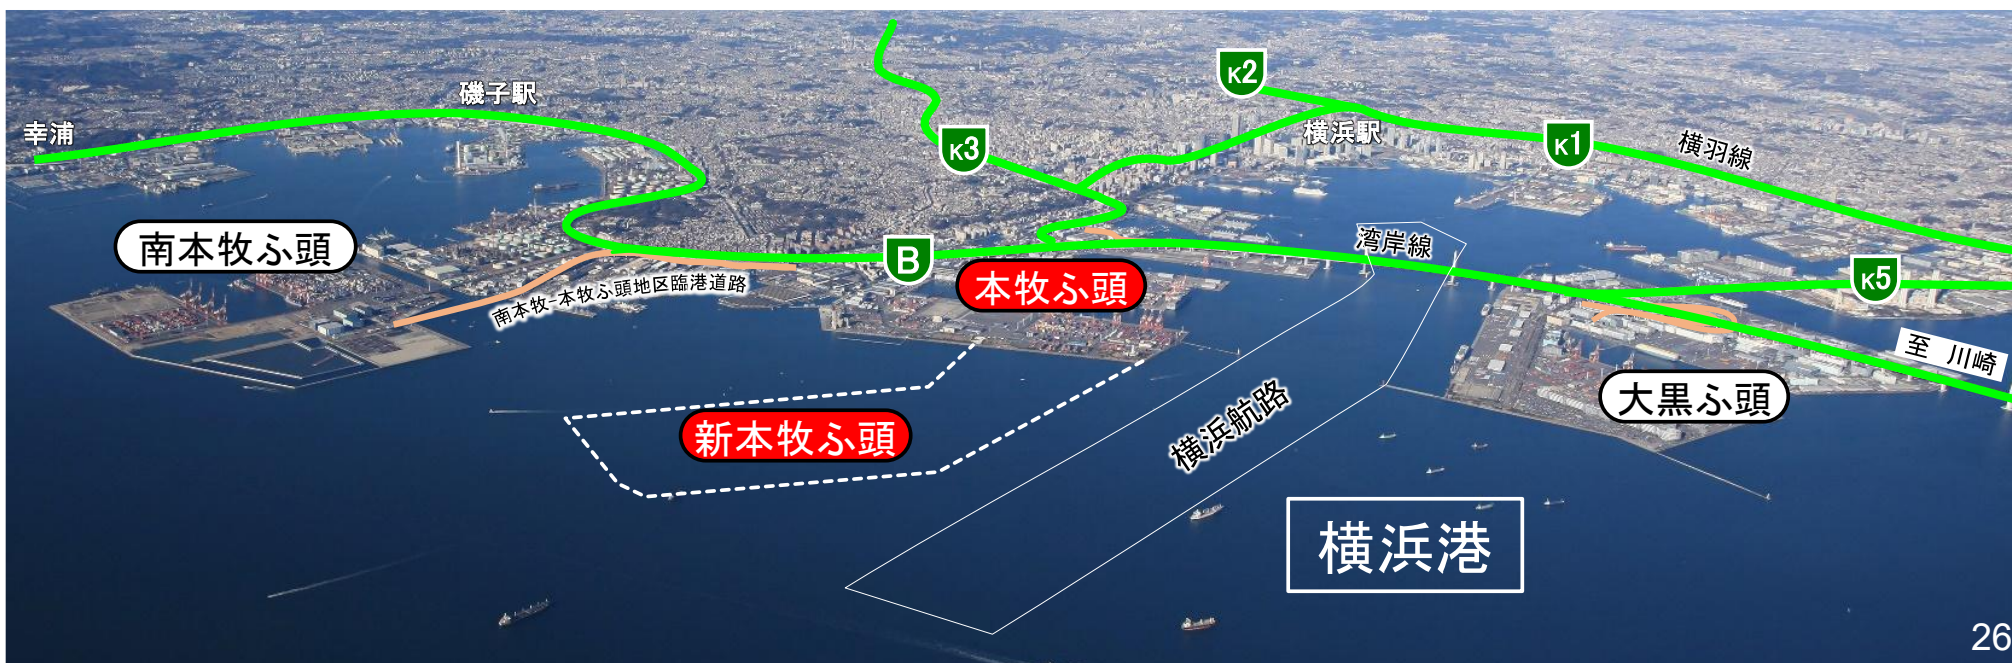 K2
磯子駅
幸浦
横浜駅
K1
K3
横羽線
南本牧ふ頭
湾岸線
B
本牧ふ頭
K5
南本牧-本牧ふ頭地区臨港道路
至 川崎
大黒ふ頭
新本牧ふ頭
横浜航路
横浜港
26